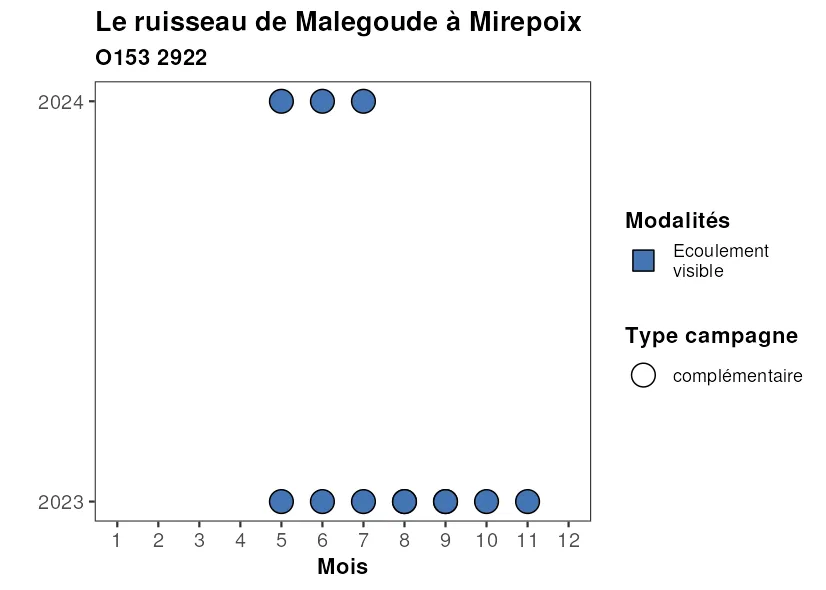 Le ruisseau de Malegoude à Mirepoix
O153 2922
2024
2023
1 2 3 4 5 6 7 8 9 10 11 12
Mois
Modalités
Ecoulement
visible
Type campagne
complémentaire